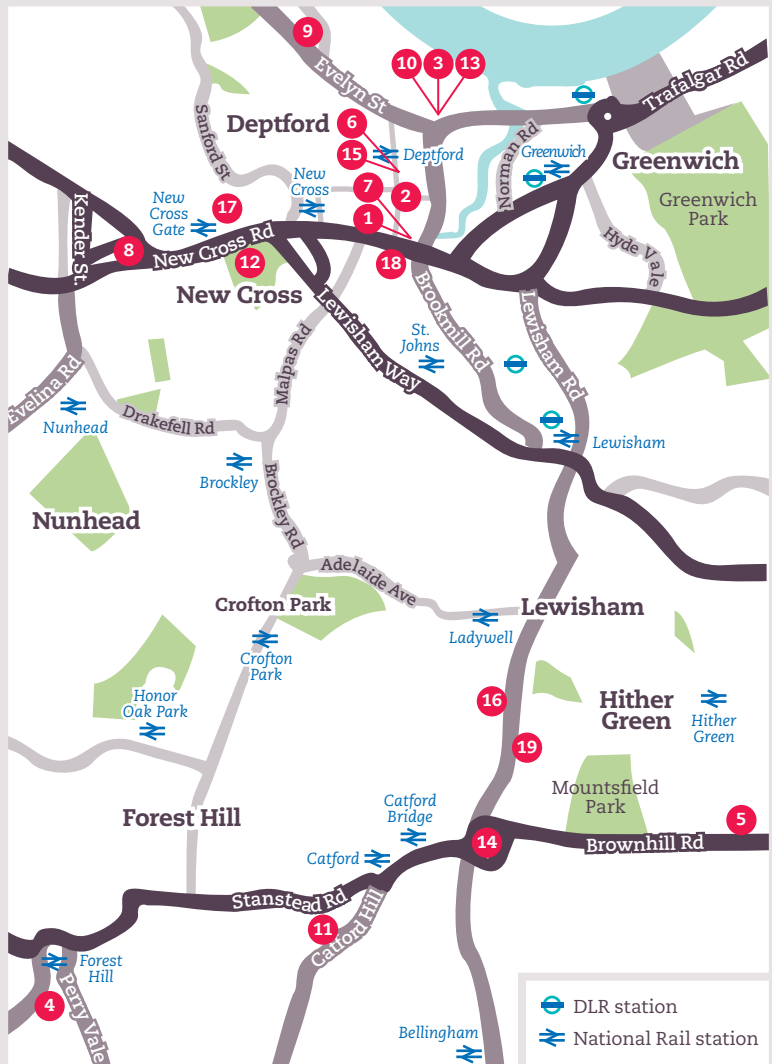 9
Evelyn St
10
3
13
Trafalgar Rd
Deptford
6
Sanford St
15
Deptford
Norman Rd
Greenwich
Greenwich
New
Cross
7
2
Greenwich
Park
Kender St.
New
Cross
Gate
17
1
8
New Cross Rd
12
18
Hyde Vale
New Cross
Lewisham Way
Brookmill Rd
Lewisham Rd
St.
Johns
Malpas Rd
Evelina Rd
Nunhead
Drakefell Rd
Lewisham
Brockley
Brockley Rd
Nunhead
Adelaide Ave
Crofton Park
Lewisham
Ladywell
Crofton
Park
Honor
Oak Park
16
Hither
Green
Hither
Green
19
Mountsfield
Park
Forest Hill
Catford
Bridge
5
14
Brownhill Rd
Catford
Stanstead Rd
11
Catford Hill
Forest
Hill
4
Perry Vale
Bellingham
DLR station
National Rail station